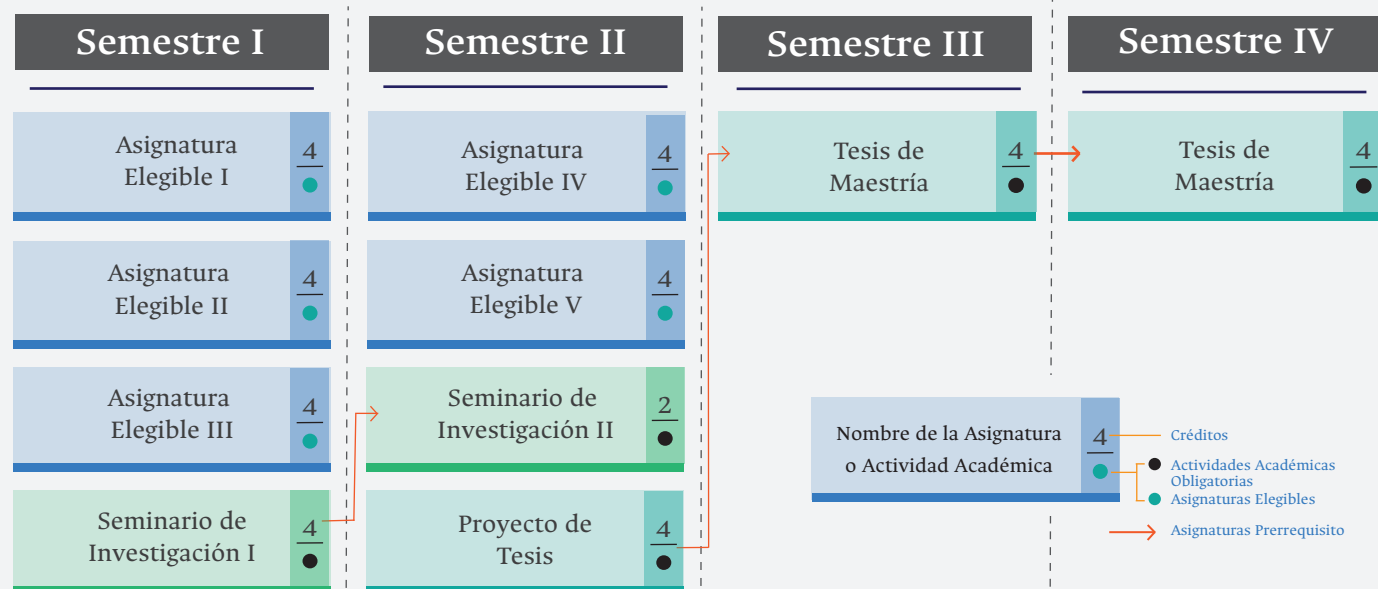 Semestre I
Asignatura
Elegible I
4
Asignatura
Elegible II
4
Asignatura
Elegible III
4
Seminario de
Investigación I
4
Semestre II
Asignatura
Elegible IV
4
Asignatura
Elegible V
4
Seminario de
Investigación II
2
Proyecto de
Tesis
4
Semestre III
Tesis de
Maestría
4
Semestre IV
Tesis de
Maestría
4
Nombre de la Asignatura
o Actividad Académica
4
Créditos
Actividades Académicas
Obligatorias
Asignaturas Elegibles
Asignaturas Prerrequisito